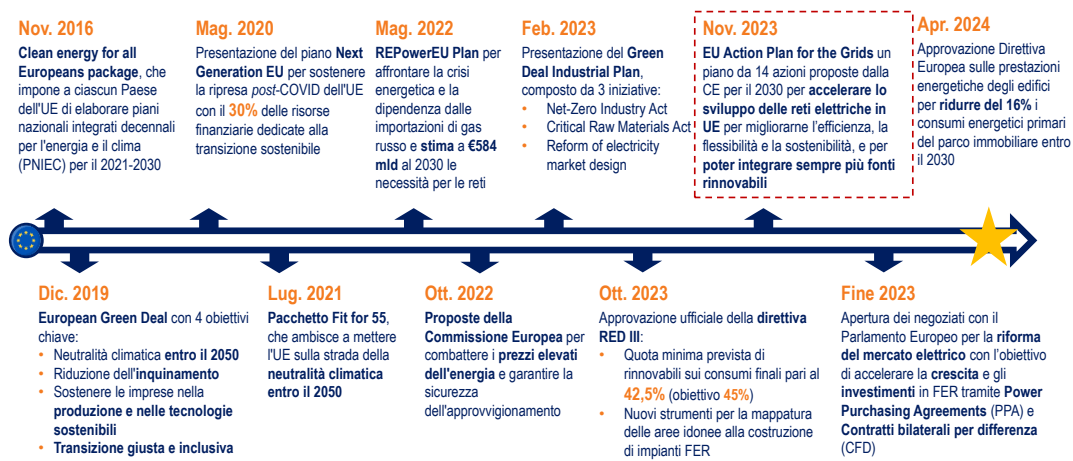 Nov. 2016
Clean energy for all
Europeans package, che
impone a ciascun Paese
dell'UE di elaborare piani
nazionali integrati decennali
per l'energia e il clima
(PNIEC) per il 2021-2030
Mag. 2020
Presentazione del piano Next
Generation EU per sostenere
la ripresa post-COVID dell'UE
con il 30% delle risorse
finanziarie dedicate alla
transizione sostenibile
Mag. 2022
REPowerEU Plan per
affrontare la crisi
energetica e la
dipendenza dalle
importazioni di gas
russo e stima a €584
mld al 2030 le
necessità per le reti
Feb. 2023
Presentazione del Green
Deal Industrial Plan,
composto da 3 iniziative:
• Net-Zero Industry Act
• Critical Raw Materials Act
• Reform of electricity
market design
Nov. 2023
EU Action Plan for the Grids un
piano da 14 azioni proposte dalla
CE per il 2030 per accelerare lo
sviluppo delle reti elettriche in
UE per migliorarne l'efficienza, la
flessibilità e la sostenibilità, e per
poter integrare sempre più fonti
rinnovabili
Apr. 2024
Approvazione Direttiva
Europea sulle prestazioni
energetiche degli edifici
per ridurre del 16% i
consumi energetici primari
del parco immobiliare entro
il 2030
Dic. 2019
European Green Deal con 4 obiettivi
chiave:
• Neutralità climatica entro il 2050
• Riduzione dell'inquinamento
• Sostenere le imprese nella
produzione e nelle tecnologie
sostenibili
• Transizione giusta e inclusiva
Lug. 2021
Pacchetto Fit for 55,
che ambisce a mettere
l'UE sulla strada della
neutralità climatica
entro il 2050
Ott. 2022
Proposte della
Commissione Europea per
combattere i prezzi elevati
dell'energia e garantire la
sicurezza
dell'approvvigionamento
Ott. 2023
Approvazione ufficiale della direttiva
RED III:
• Quota minima prevista di
rinnovabili sui consumi finali pari al
42,5% (obiettivo 45%)
• Nuovi strumenti per la mappatura
delle aree idonee alla costruzione
di impianti FER
Fine 2023
Apertura dei negoziati con il
Parlamento Europeo per la riforma
del mercato elettrico con l'obiettivo
di accelerare la crescita e gli
investimenti in FER tramite Power
Purchasing Agreements (PPA) e
Contratti bilaterali per differenza
(CFD)